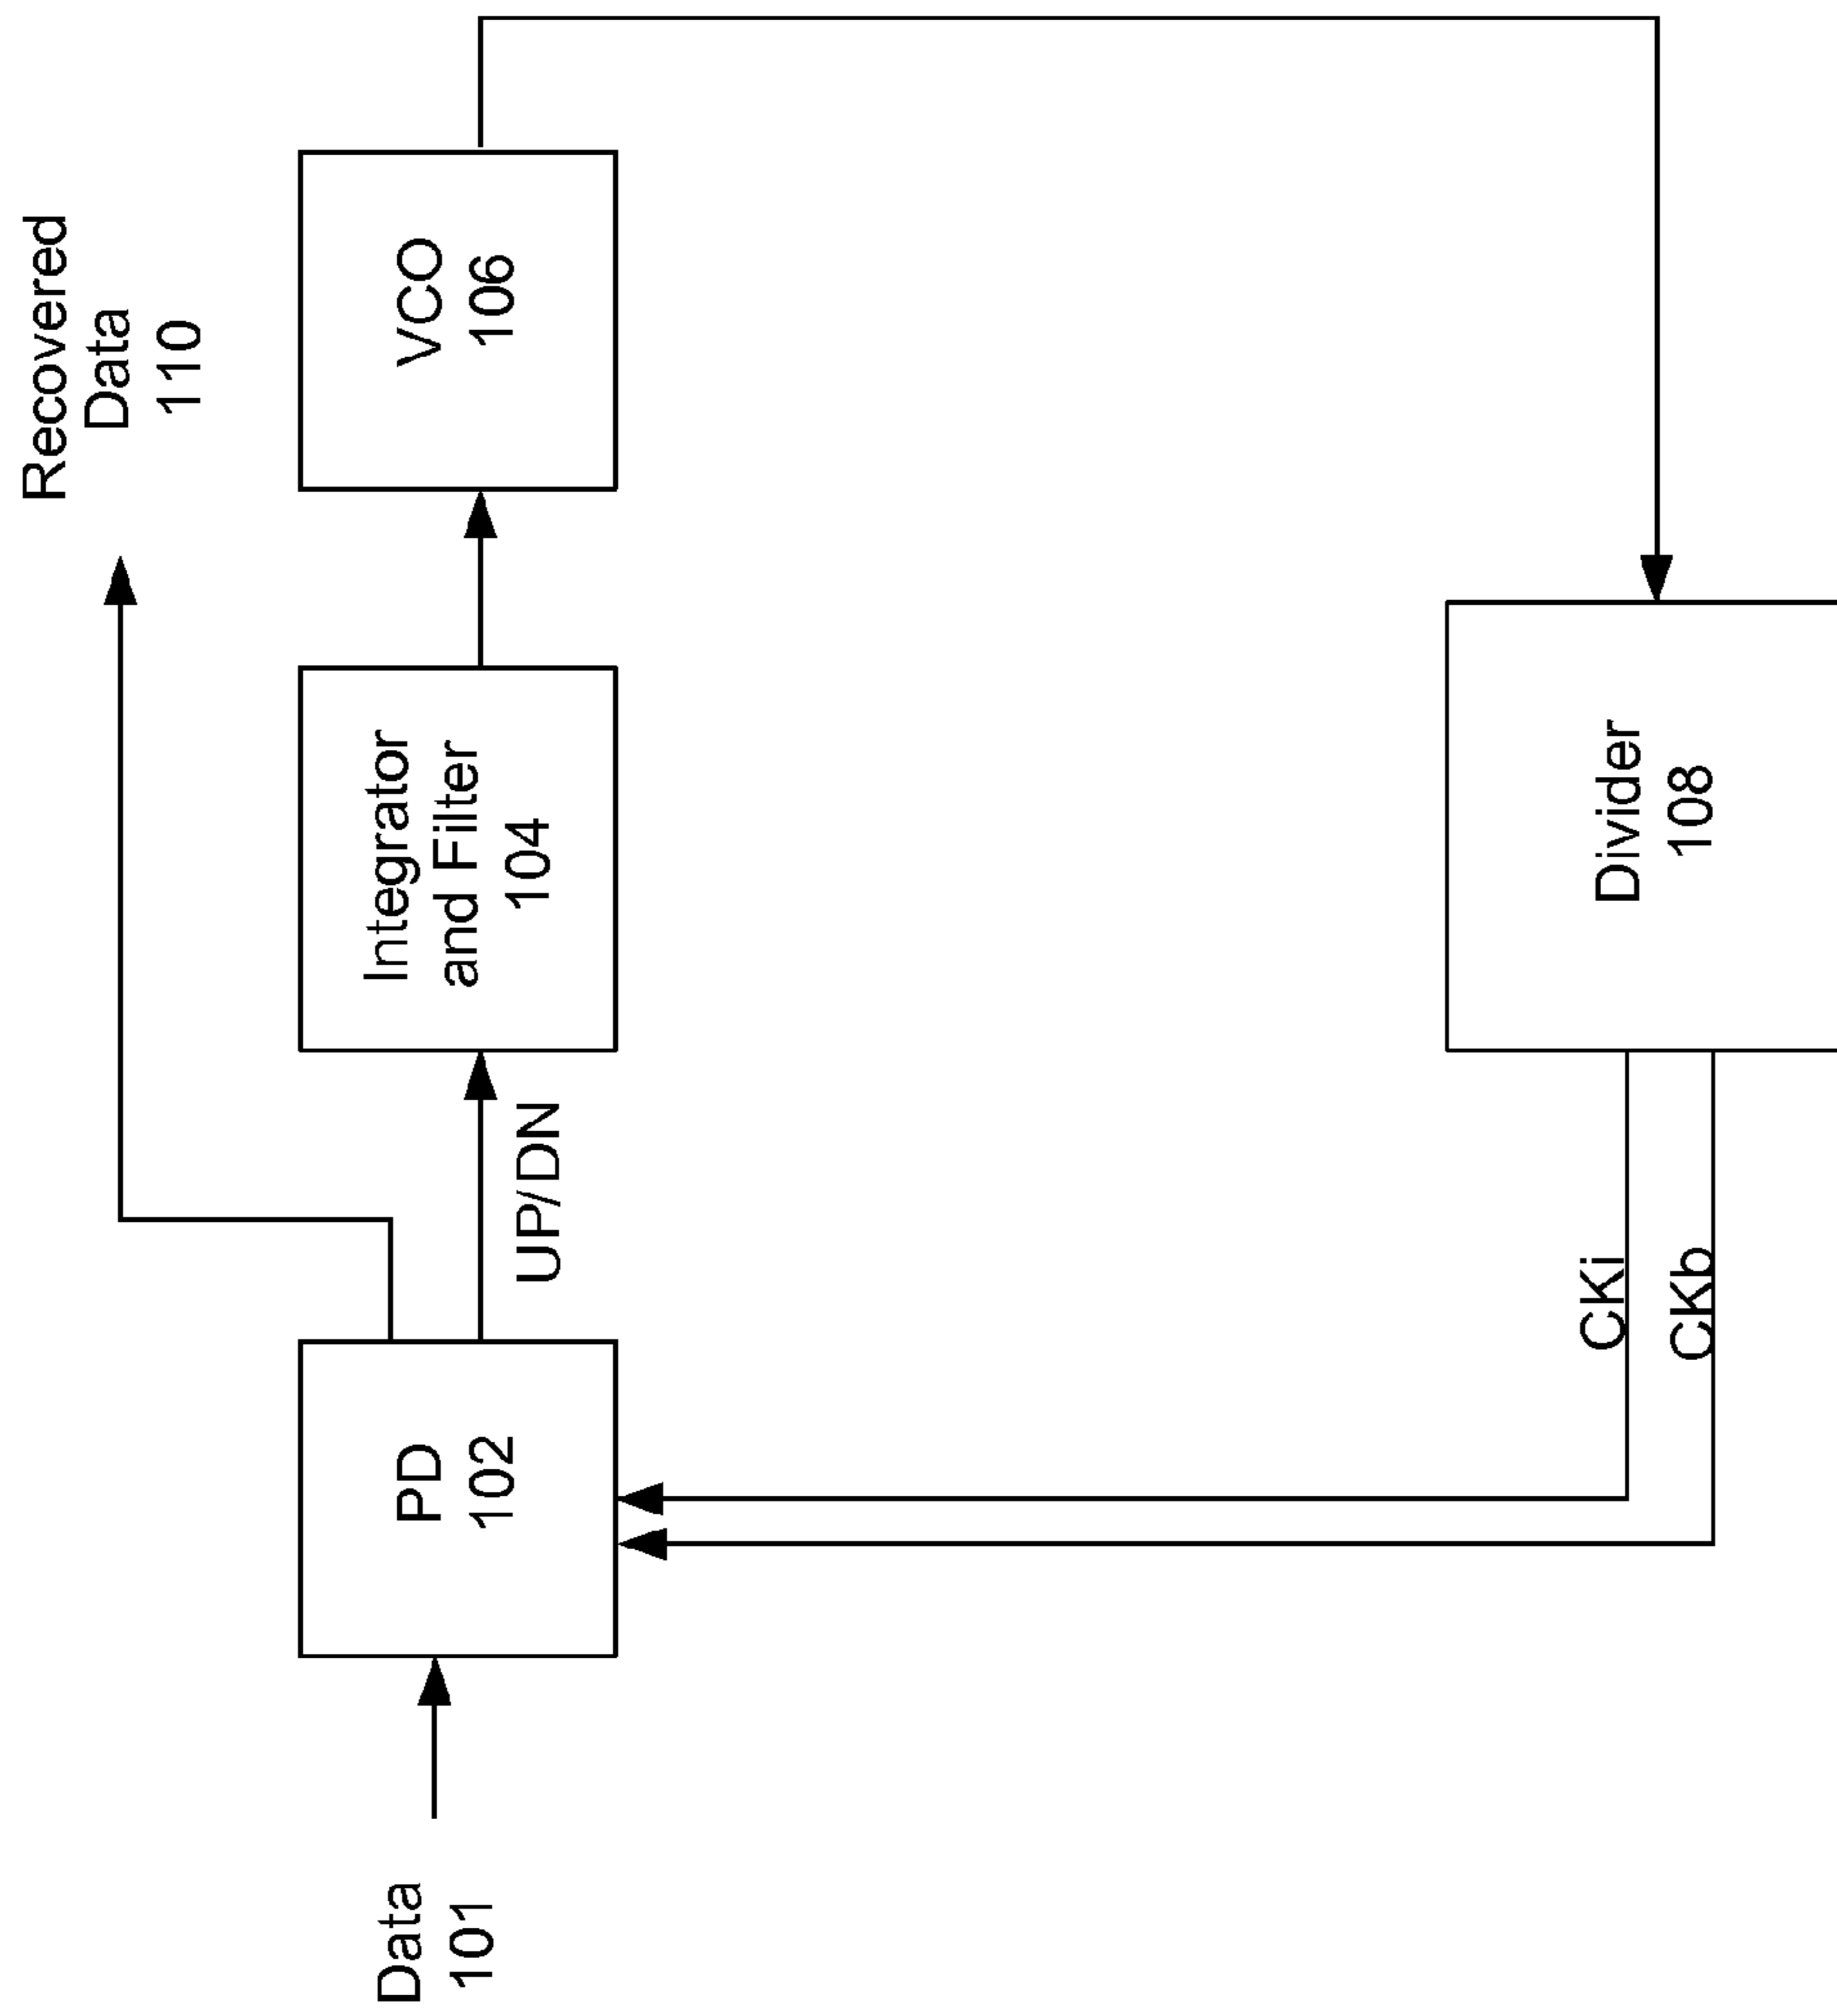 Recovered
Data
110
Data
101
PD
102
UP/DN
Integrator
and Filter
104
VCO
106
CKi
CKb
Divider
108